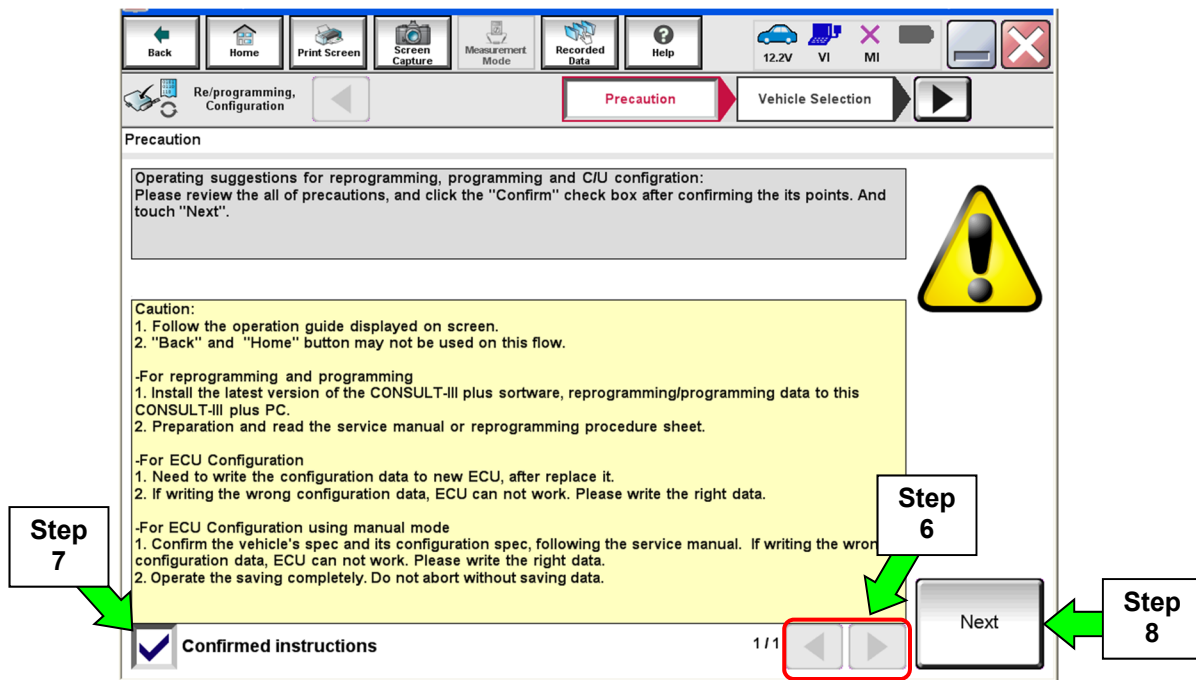 Back
Home
Print Screen
Screen
Capture
Measurement
Mode
Recorded
Data
Help
12.2V
VI
MI
Re/programming,
Configuration
Precaution
Vehicle Selection
Precaution
Operating suggestions for reprogramming, programming and C/U configration:
Please review the all of precautions, and click the "Confirm" check box after confirming the its points. And
touch "Next".
Caution:
1. Follow the operation guide displayed on screen.
2. "Back" and "Home" button may not be used on this flow.
-For reprogramming and programming
1. Install the latest version of the CONSULT-III plus sortware, reprogramming/programming data to this
CONSULT-III plus PC.
2. Preparation and read the service manual or reprogramming procedure sheet.
-For ECU Configuration
1. Need to write the configuration data to new ECU, after replace it.
2. If writing the wrong configuration data, ECU can not work. Please write the right data.
-For ECU Configuration using manual mode
1. Confirm the vehicle's spec and its configuration spec, following the service manual. If writing the wron
configuration data, ECU can not work. Please write the right data.
2. Operate the saving completely. Do not abort without saving data.
Step
6
Step
7
Confirmed instructions
1/1
Next
Step
8